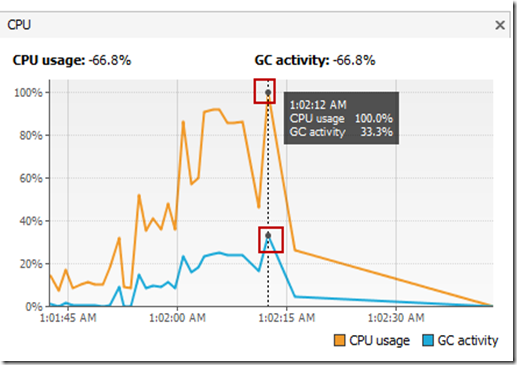 CPU
CPU usage: -66.8% GC activity: -66.8%
100%
80%
60%
40%
20%
0%
1:02:12 AM
CPU usage 100.0%
GC activity 33.3%
1:01:45 AM 1:02:00 AM 1:02:15 AM 1:02:30 AM
CPU usage GC activity